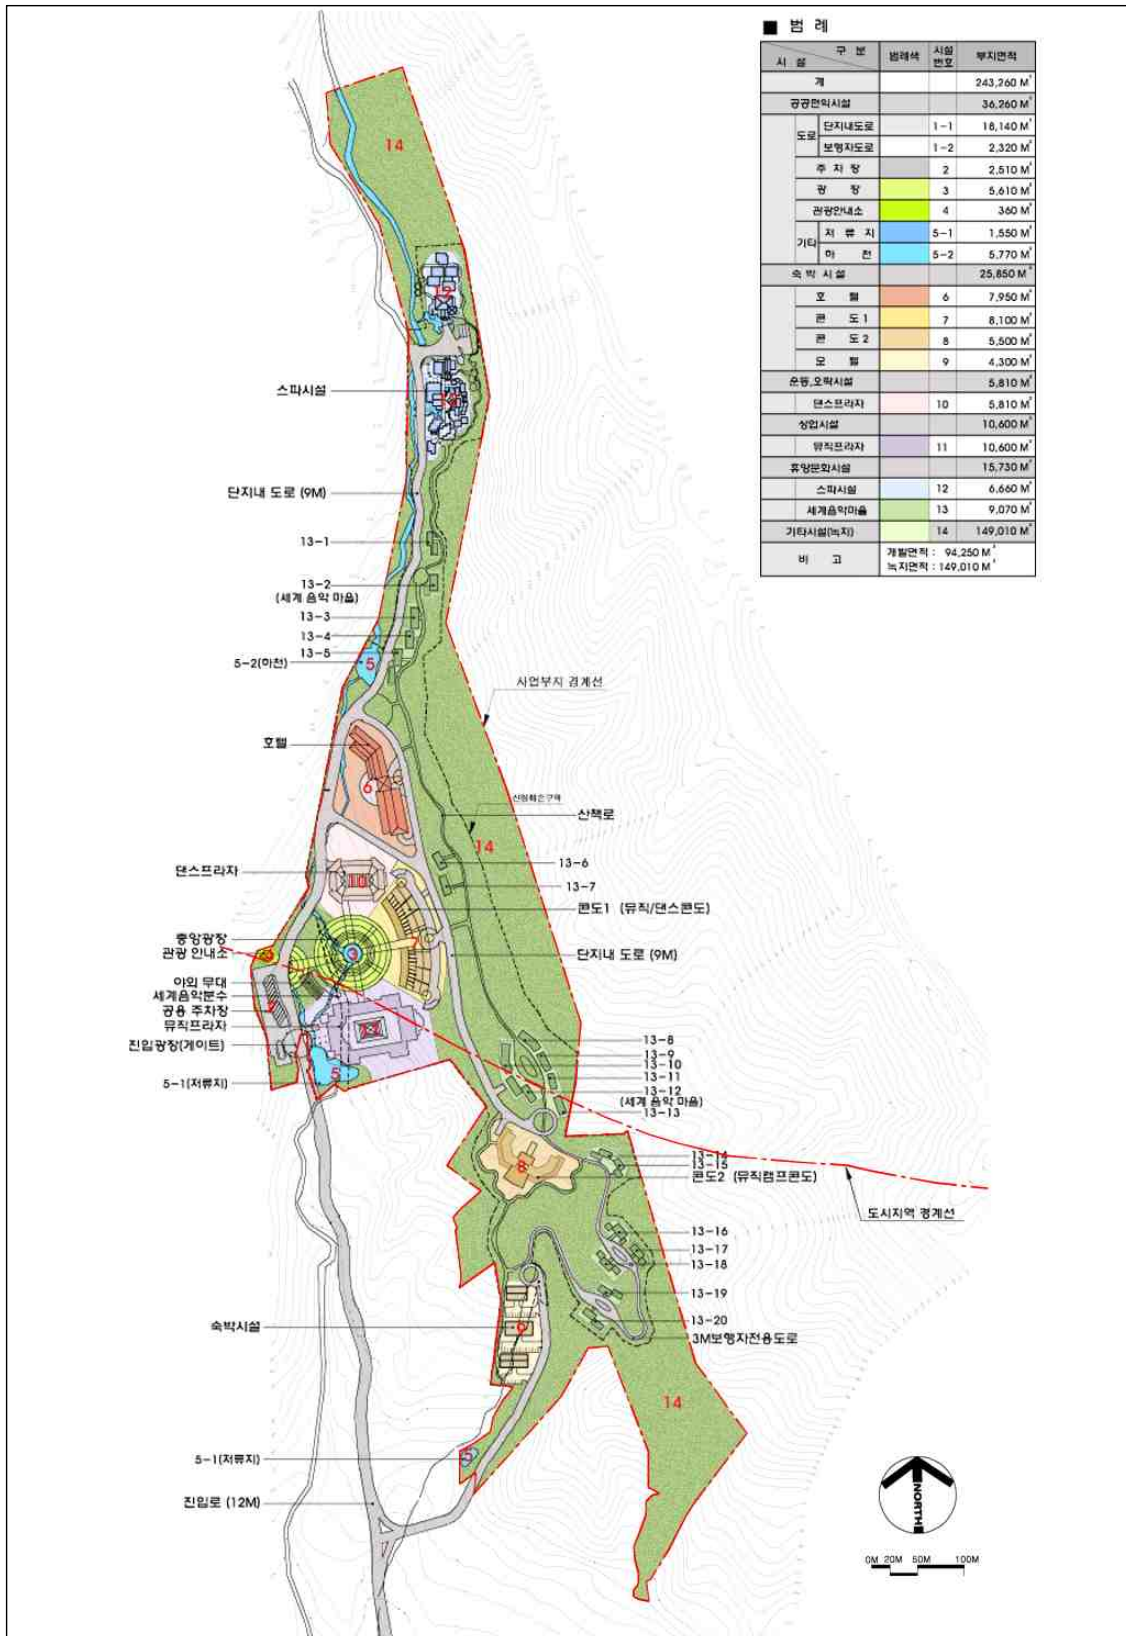 ■ 범 례
구 분
시 설
범례색
시설
번호
부지면적
계 243,260 M²
공공편익시설 36,260 M²
도로 단지내도로 1-1 18,140 M²
보행자도로 1-2 2,320 M²
주 차 장 2 2,510 M²
광 장 3 5,610 M²
관광안내소 4 360 M²
기타 저 류 지 5-1 1,550 M²
하 천 5-2 5,770 M²
숙 박 시 설 25,850 M²
호 텔 6 7,950 M²
콘 도 1 7 8,100 M²
콘 도 2 8 5,500 M²
모 텔 9 4,300 M²
운동,오락시설 5,810 M²
댄스프라자 10 5,810 M²
상업시설 10,600 M²
뮤직프라자 11 10,600 M²
휴양문화시설 15,730 M²
스파시설 12 6,660 M²
세계음악마을 13 9,070 M²
기타시설(녹지) 14 149,010 M²
비 고
개발면적 : 94,250 M²
녹지면적 : 149,010 M²
14
12
스파시설
단지내 도로 (9M)
13-1
13-2
(세계 음악 마을)
13-3
13-4
13-5
5-2(하천)
5
사업부지 경계선
호텔
6
산책로
14
13-6
13-7
댄스프라자
10
콘도1 (뮤직/댄스콘도)
7
중앙광장
관광 안내소
3
단지내 도로 (9M)
야외 무대
세계음악분수
공용 주차장
뮤직프라자
11
진입광장(게이트)
5-1(저류지)
5
13-8
13-9
13-10
13-11
13-12
(세계 음악 마을)
13-13
13-14
13-15
8
콘도2 (뮤직캠프콘도)
도시지역 경계선
13-16
13-17
13-18
13-19
13-20
3M보행자전용도로
숙박시설
9
14
5-1(저류지)
5
진입로 (12M)
NORTH
0M 20M 50M 100M